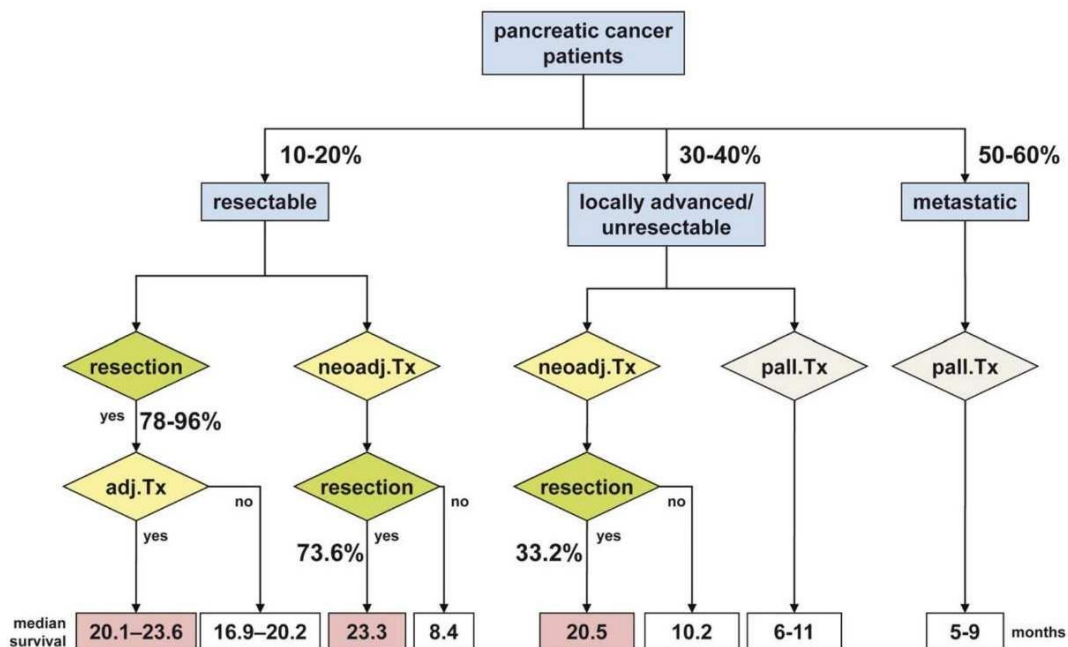 pancreatic cancer
patients
10-20%
30-40%
50-60%
resectable
locally advanced/
unresectable
metastatic
resection
neoadj.Tx
neoadj.Tx
pall.Tx
pall.Tx
yes
78-96%
adj.Tx
no
resection
no
resection
no
yes
73.6%
yes
33.2%
yes
median
survival
20.1–23.6
16.9–20.2
23.3
8.4
20.5
10.2
6-11
5-9
months